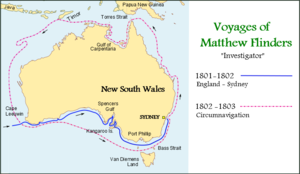 Papua New Guinea
Timor
Torres Strait
Gulf of
Carpentaria
New South Wales
Cape
Leeuwin
Spencers
Gulf
SYDNEY
Kangaroo Is.
Port Phillip
Bass Strait
Van Diemens
Land
Voyages of
Matthew Flinders
"Investigator"
1801-1802
England - Sydney
1802 -1803
Circumnavigation